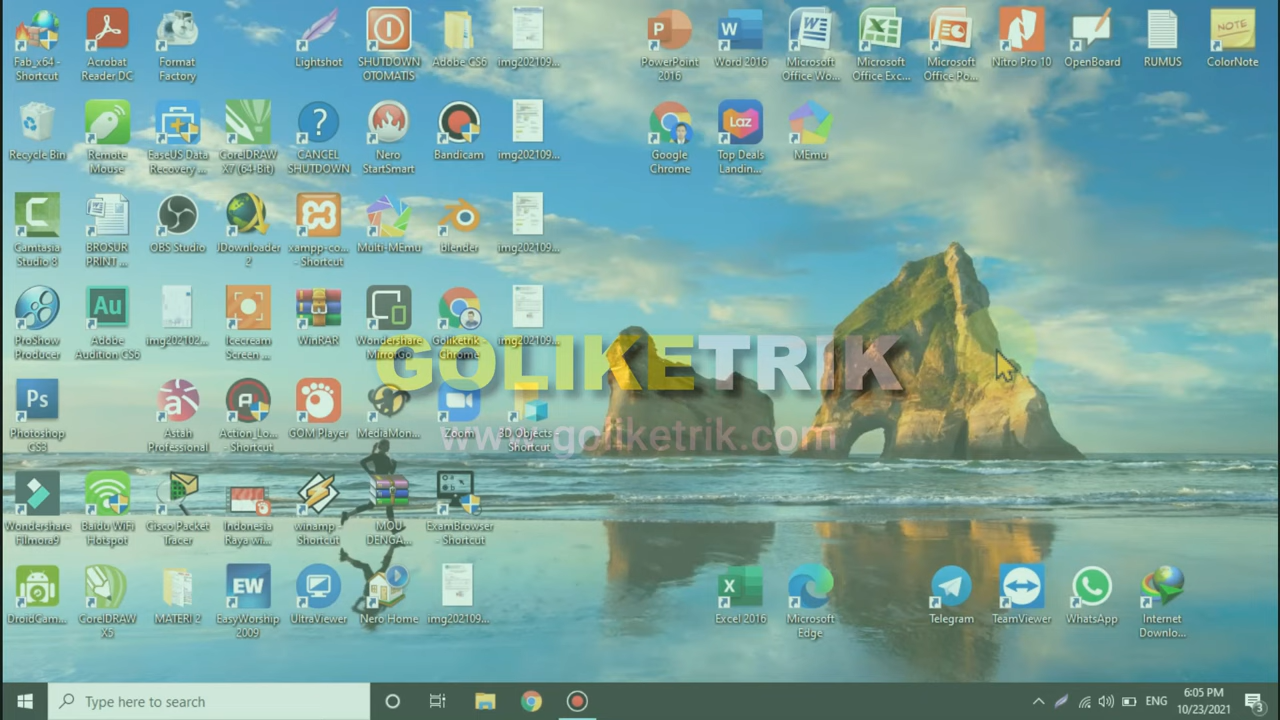 Fab_x64 -
Shortcut
Acrobat
Reader DC
Format
Factory
Lightshot
SHUTDOWN
OTOMATIS
Adobe CS6
img202109...
PowerPoint
2016
Word 2016
Microsoft
Office Wo...
Microsoft
Office Exc...
Microsoft
Office Po...
Nitro Pro 10
OpenBoard
RUMUS
NOTE
ColorNote
Recycle Bin
Remote
Mouse
EaseUS Data
Recovery ...
CorelDRAW
X7 (64-Bit)
CANCEL
SHUTDOWN
Nero
StartSmart
Bandicam
img202109...
Google
Chrome
Laz
Top Deals
Landin...
MEmu
Camtasia
Studio 8
BROSUR
PRINT ...
OBS Studio
JDownloader
2
xampp-co...
- Shortcut
Multi-MEmu
blender
img202109...
ProShow
Producer
Au
Adobe
Audition CS6
img202102...
Icecream
Screen ...
WinRAR
Wondershare
MirrorGo
Goliketrik -
Chrome
img202109...
GOLIKETRIK
www.goliketrik.com
Ps
Photoshop
CS3
Astah
Professional
Action_Lo...
- Shortcut
GOM Player
MediaMon...
Zoom
3D Objects -
Shortcut
Wondershare
Filmora9
Baidu WiFi
Hotspot
Cisco Packet
Tracer
Indonesia
Raya wi...
winamp -
Shortcut
MOU
DENGA...
ExamBrowser
- Shortcut
DroidCam...
CorelDRAW
X5
MATERI 2
EW
EasyWorship
2009
UltraViewer
Nero Home
img202109...
Excel 2016
Microsoft
Edge
Telegram
TeamViewer
WhatsApp
Internet
Downlo...
Type here to search
ENG
6:05 PM
10/23/2021
3